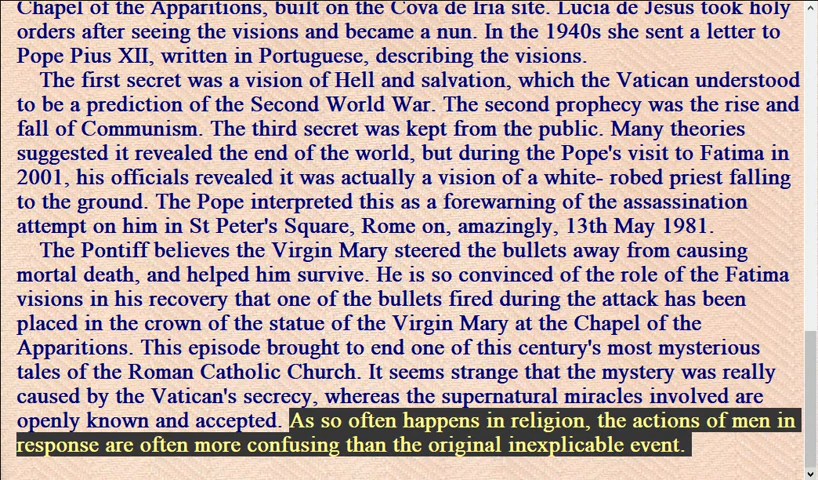 Chapel of the Apparitions, built on the Cova de Iria site. Lucia de Jesus took holy
orders after seeing the visions and became a nun. In the 1940s she sent a letter to
Pope Pius XII, written in Portuguese, describing the visions.
The first secret was a vision of Hell and salvation, which the Vatican understood
to be a prediction of the Second World War. The second prophecy was the rise and
fall of Communism. The third secret was kept from the public. Many theories
suggested it revealed the end of the world, but during the Pope's visit to Fatima in
2001, his officials revealed it was actually a vision of a white- robed priest falling
to the ground. The Pope interpreted this as a forewarning of the assassination
attempt on him in St Peter's Square, Rome on, amazingly, 13th May 1981.
The Pontiff believes the Virgin Mary steered the bullets away from causing
mortal death, and helped him survive. He is so convinced of the role of the Fatima
visions in his recovery that one of the bullets fired during the attack has been
placed in the crown of the statue of the Virgin Mary at the Chapel of the
Apparitions. This episode brought to end one of this century's most mysterious
tales of the Roman Catholic Church. It seems strange that the mystery was really
caused by the Vatican's secrecy, whereas the supernatural miracles involved are
openly known and accepted. As so often happens in religion, the actions of men in
response are often more confusing than the original inexplicable event.